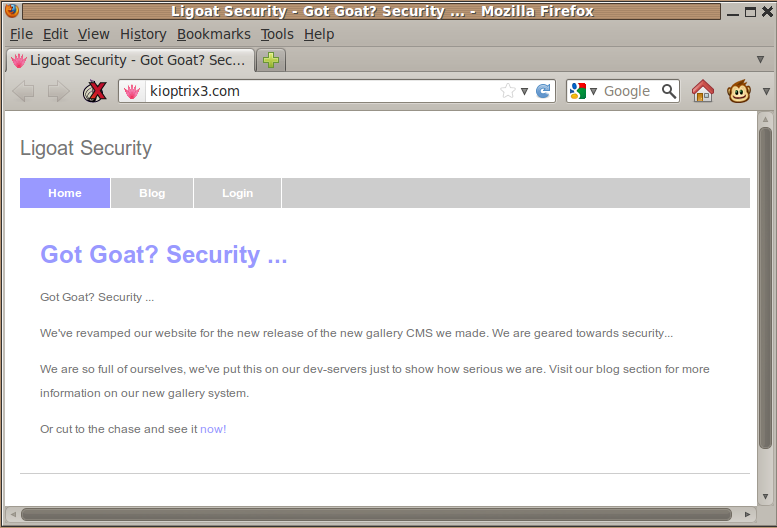 Ligoat Security - Got Goat? Security ... - Mozilla Firefox
File Edit View History Bookmarks Tools Help
Ligoat Security - Got Goat? Sec...
kioptrix3.com Google
Ligoat Security
Home Blog Login
Got Goat? Security ...
Got Goat? Security ...
We've revamped our website for the new release of the new gallery CMS we made. We are geared towards security...
We are so full of ourselves, we've put this on our dev-servers just to show how serious we are. Visit our blog section for more
information on our new gallery system.
Or cut to the chase and see it now!